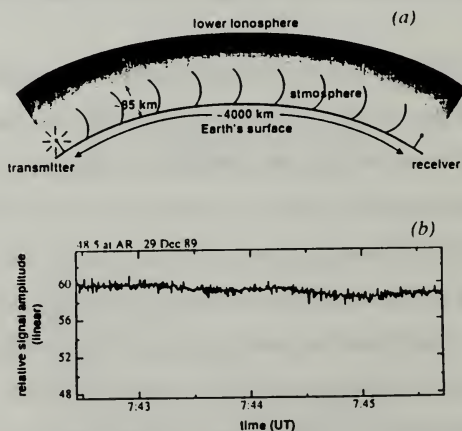 (a)
lower Ionosphere
~85 km
atmosphere
~4000 km
Earth's surface
transmitter
receiver
(b)
48.5 at AR 29 Dec 89
relative signal amplitude
(linear)
60
56
52
48
7:43
7:44
7:45
time (UT)